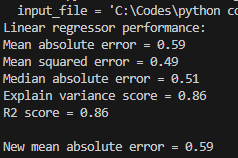 input_file = 'C:\Codes\python co
Linear regressor performance:
Mean absolute error = 0.59
Mean squared error = 0.49
Median absolute error = 0.51
Explain variance score = 0.86
R2 score = 0.86
New mean absolute error = 0.59